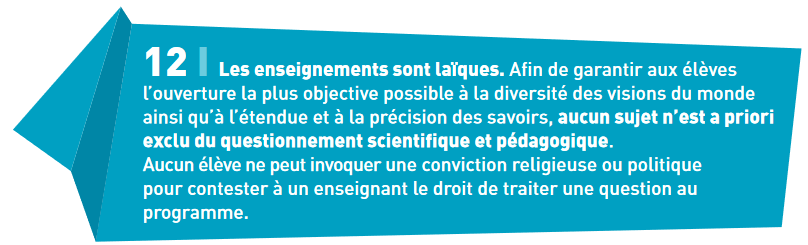 12 | Les enseignements sont laïques. Afin de garantir aux élèves
l’ouverture la plus objective possible à la diversité des visions du monde
ainsi qu’à l’étendue et à la précision des savoirs, aucun sujet n’est a priori
exclu du questionnement scientifique et pédagogique.
Aucun élève ne peut invoquer une conviction religieuse ou politique
pour contester à un enseignant le droit de traiter une question au
programme.